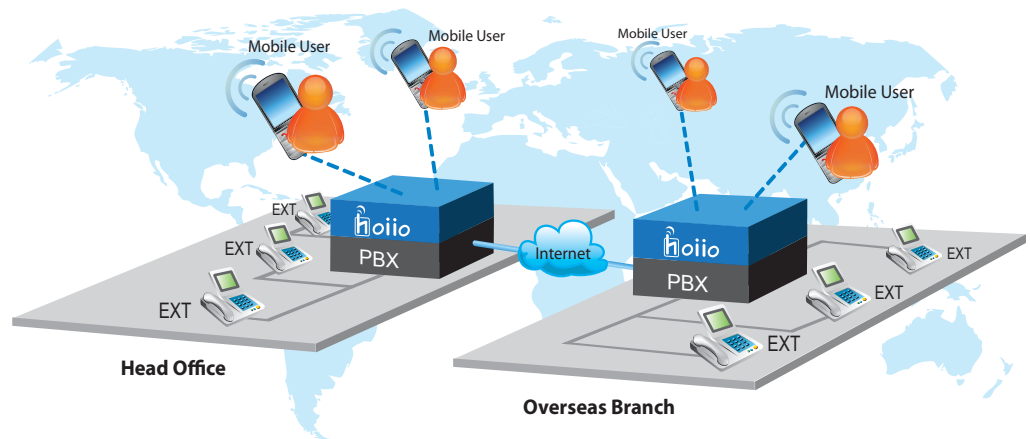 Mobile User
Mobile User
Mobile User
Mobile User
hoiio
PBX
EXT
EXT
EXT
Internet
hoiio
PBX
EXT
EXT
EXT
Head Office
Overseas Branch